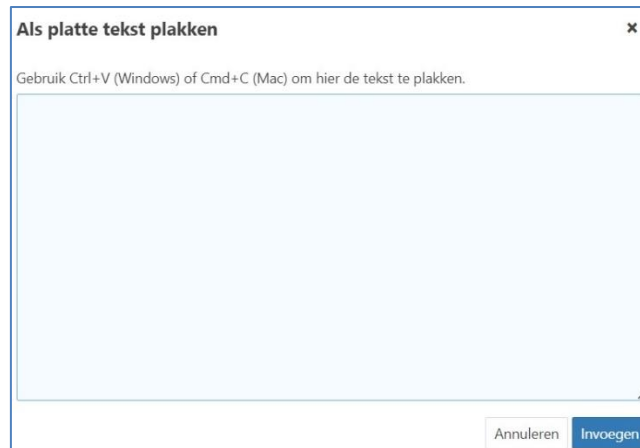 Als platte tekst plakken ×
Gebruik Ctrl+V (Windows) of Cmd+C (Mac) om hier de tekst te plakken.
Annuleren Invoegen